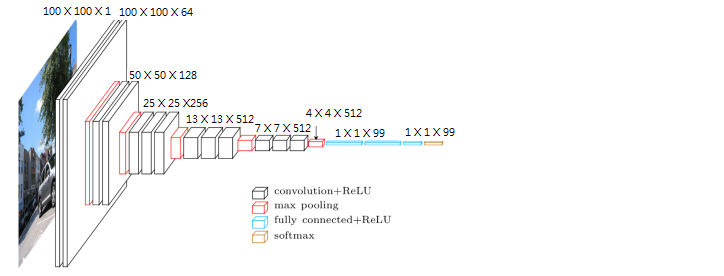 100 X 100 X 1
100 X 100 X 64
50 X 50 X 128
25 X 25 X256
13 X 13 X 512
7 X 7 X 512
4 X 4 X 512
1 X 1 X 99
1 X 1 X 99
convolution+ReLU
max pooling
fully connected+ReLU
softmax